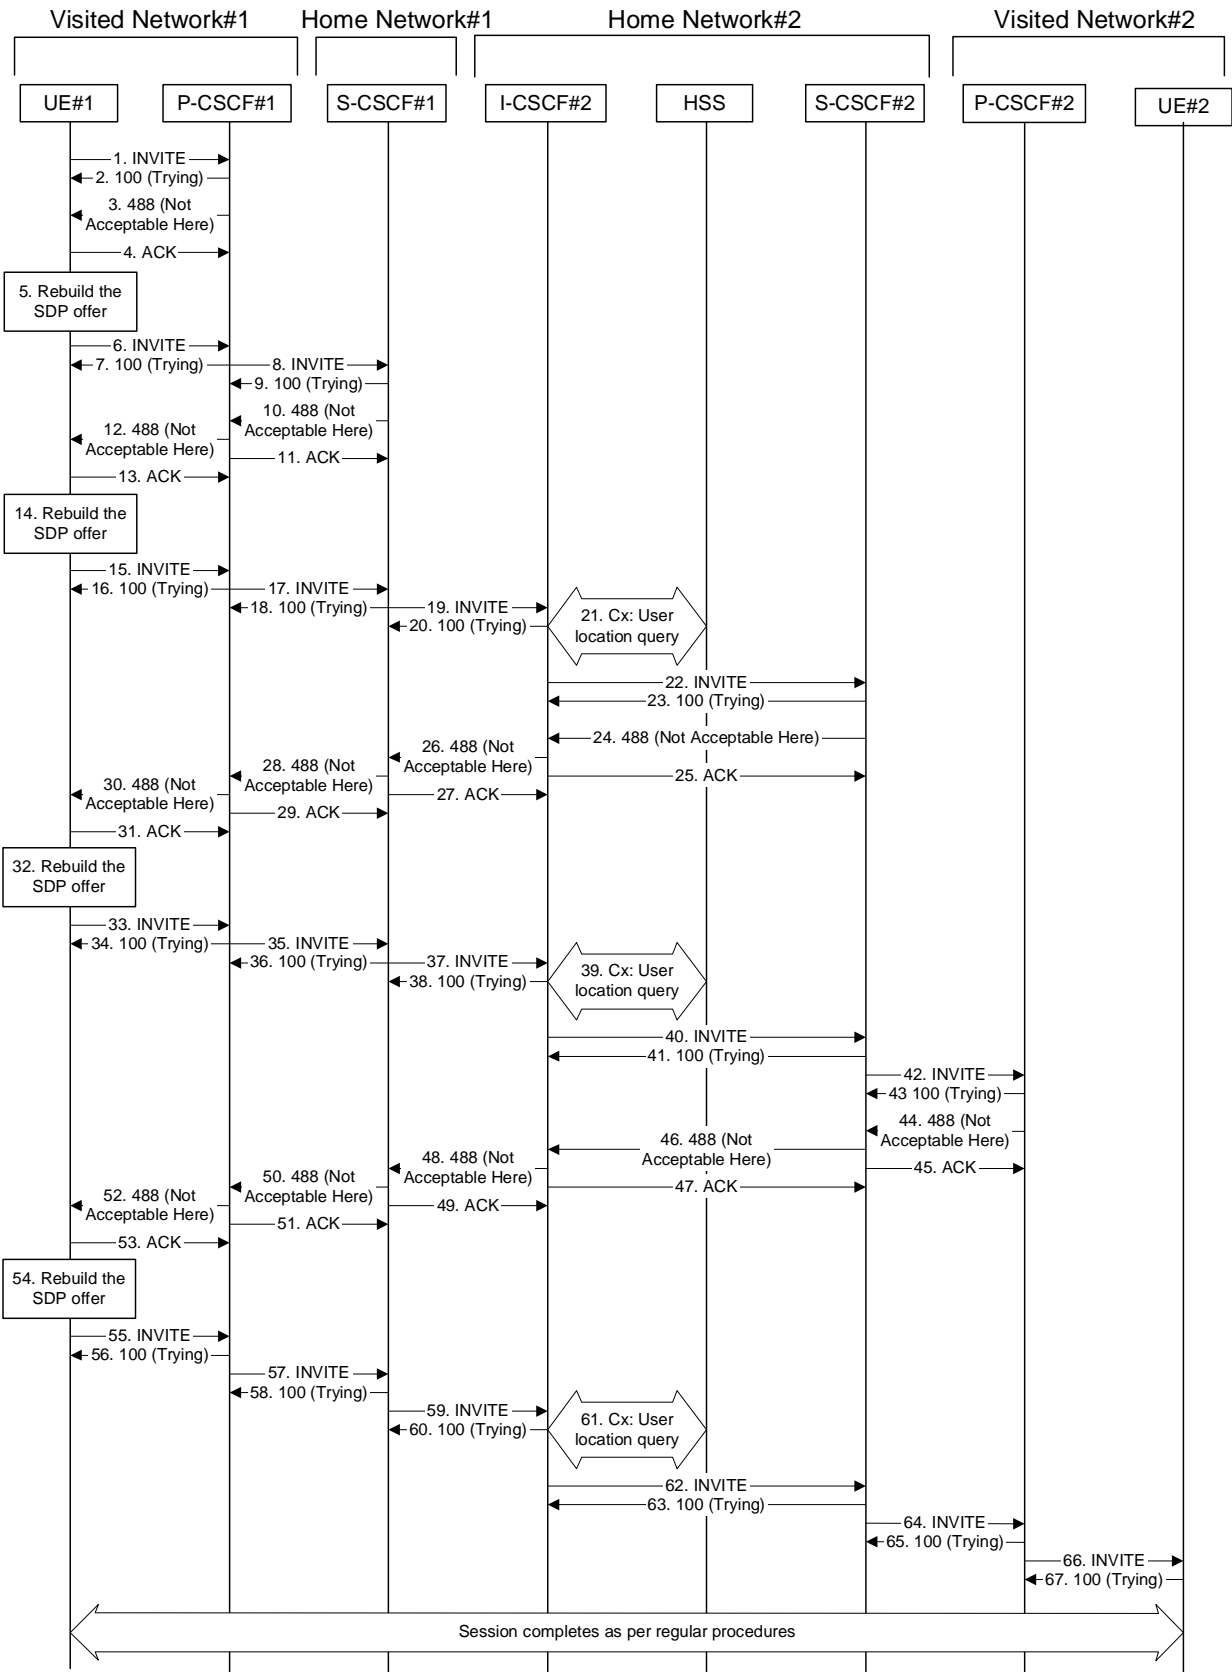 Visited Network#1
Home Network#1
Home Network#2
Visited Network#2
UE#1
P-CSCF#1
S-CSCF#1
I-CSCF#2
HSS
S-CSCF#2
P-CSCF#2
UE#2
1. INVITE
2. 100 (Trying)
3. 488 (Not
Acceptable Here)
4. ACK
5. Rebuild the
SDP offer
6. INVITE
7. 100 (Trying)
8. INVITE
9. 100 (Trying)
10. 488 (Not
Acceptable Here)
12. 488 (Not
Acceptable Here)
11. ACK
13. ACK
14. Rebuild the
SDP offer
15. INVITE
16. 100 (Trying)
17. INVITE
18. 100 (Trying)
19. INVITE
20. 100 (Trying)
21. Cx: User
location query
22. INVITE
23. 100 (Trying)
24. 488 (Not Acceptable Here)
26. 488 (Not
Acceptable Here)
25. ACK
28. 488 (Not
Acceptable Here)
27. ACK
30. 488 (Not
Acceptable Here)
29. ACK
31. ACK
32. Rebuild the
SDP offer
33. INVITE
34. 100 (Trying)
35. INVITE
36. 100 (Trying)
37. INVITE
38. 100 (Trying)
39. Cx: User
location query
40. INVITE
41. 100 (Trying)
42. INVITE
43 100 (Trying)
44. 488 (Not
Acceptable Here)
46. 488 (Not
Acceptable Here)
45. ACK
48. 488 (Not
Acceptable Here)
47. ACK
50. 488 (Not
Acceptable Here)
49. ACK
52. 488 (Not
Acceptable Here)
51. ACK
53. ACK
54. Rebuild the
SDP offer
55. INVITE
56. 100 (Trying)
57. INVITE
58. 100 (Trying)
59. INVITE
60. 100 (Trying)
61. Cx: User
location query
62. INVITE
63. 100 (Trying)
64. INVITE
65. 100 (Trying)
66. INVITE
67. 100 (Trying)
Session completes as per regular procedures